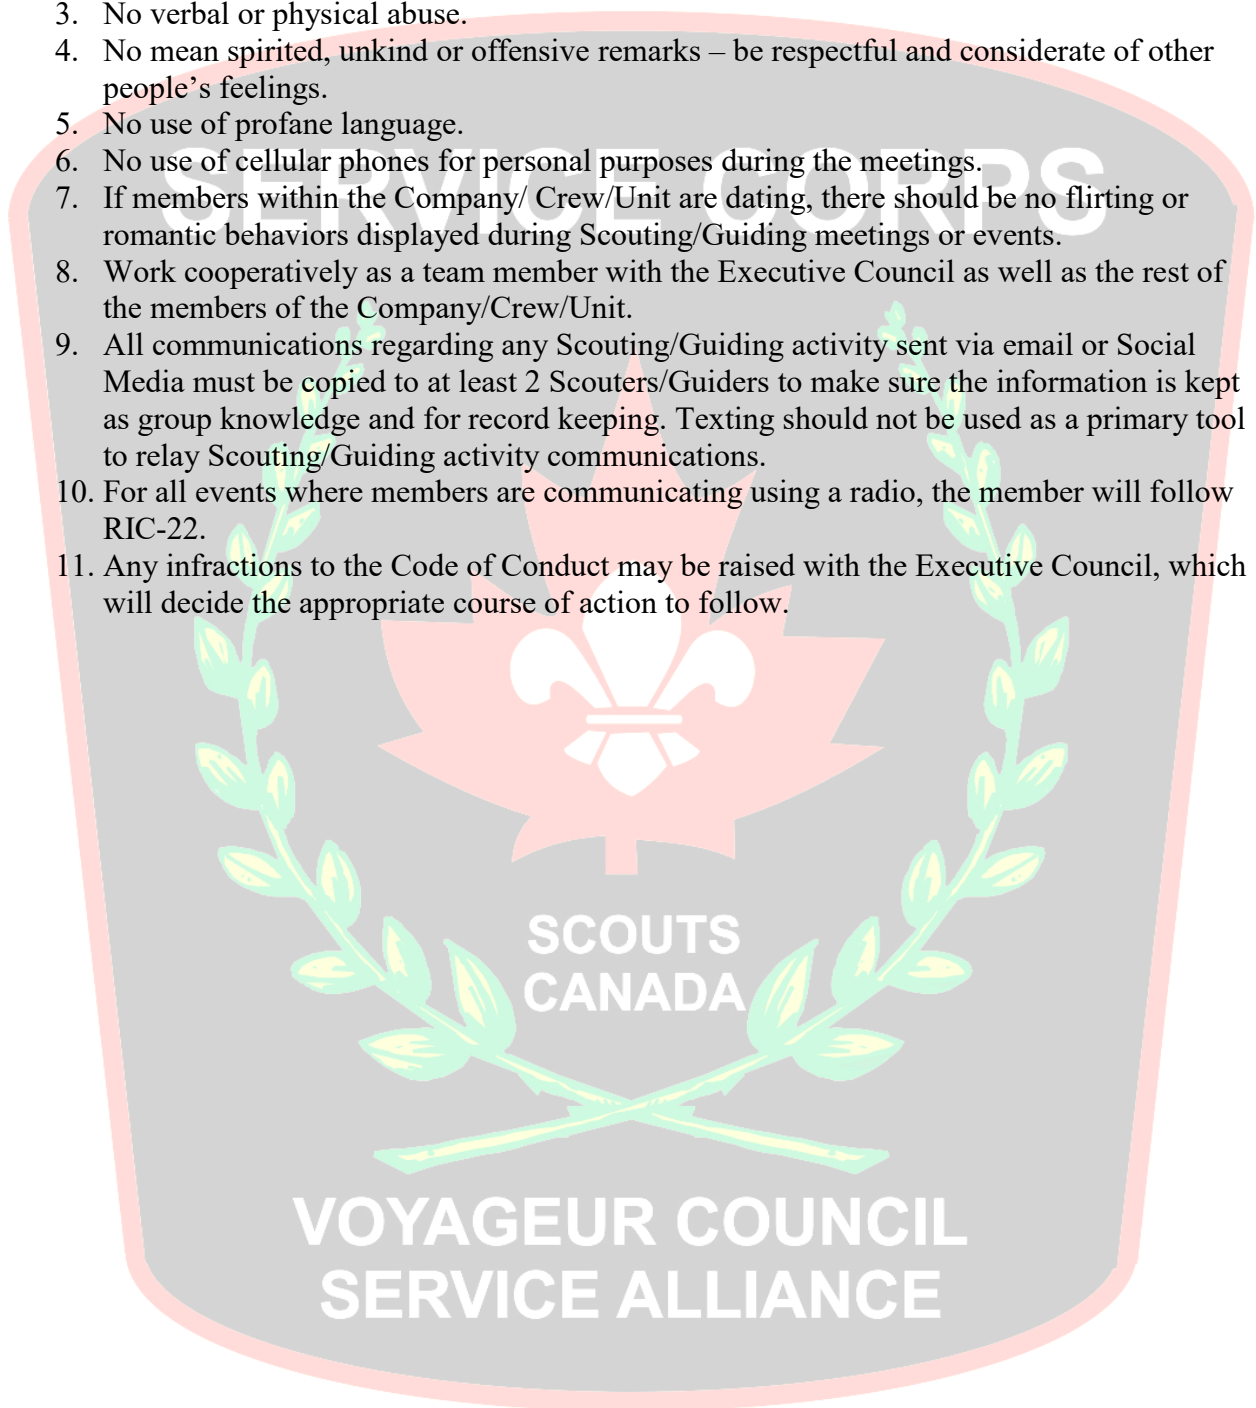 3. No verbal or physical abuse.
4. No mean spirited, unkind or offensive remarks – be respectful and considerate of other
people’s feelings.
5. No use of profane language.
6. No use of cellular phones for personal purposes during the meetings.
7. If members within the Company/ Crew/Unit are dating, there should be no flirting or
romantic behaviors displayed during Scouting/Guiding meetings or events.
8. Work cooperatively as a team member with the Executive Council as well as the rest of
the members of the Company/Crew/Unit.
9. All communications regarding any Scouting/Guiding activity sent via email or Social
Media must be copied to at least 2 Scouters/Guiders to make sure the information is kept
as group knowledge and for record keeping. Texting should not be used as a primary tool
to relay Scouting/Guiding activity communications.
10. For all events where members are communicating using a radio, the member will follow
RIC-22.
11. Any infractions to the Code of Conduct may be raised with the Executive Council, which
will decide the appropriate course of action to follow.
SERVICE CORPS
SCOUTS
CANADA
VOYAGEUR COUNCIL
SERVICE ALLIANCE